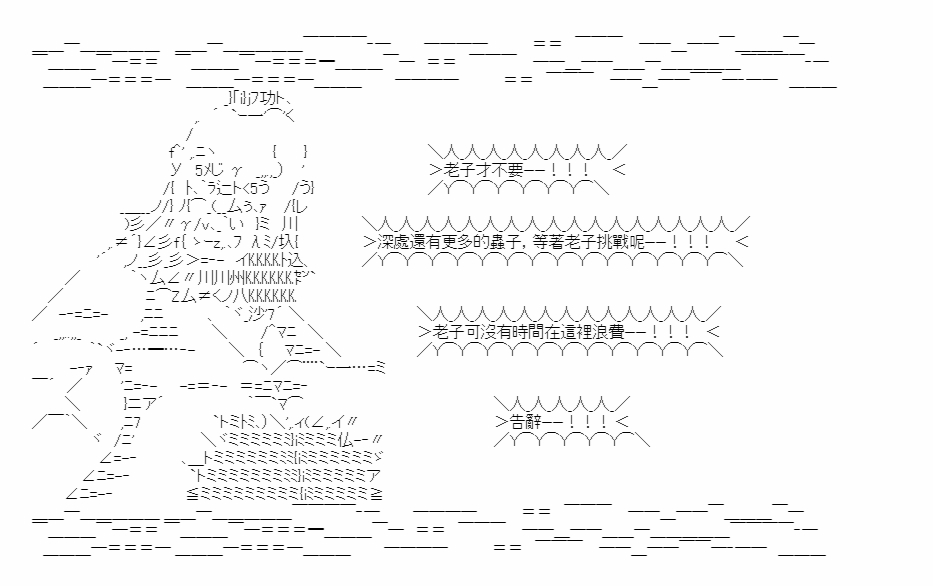 老子才不要——！！！
深處還有更多的蟲子，等著老子挑戰呢——！！！
老子可沒有時間在這裡浪費——！！！
告辭——！！！